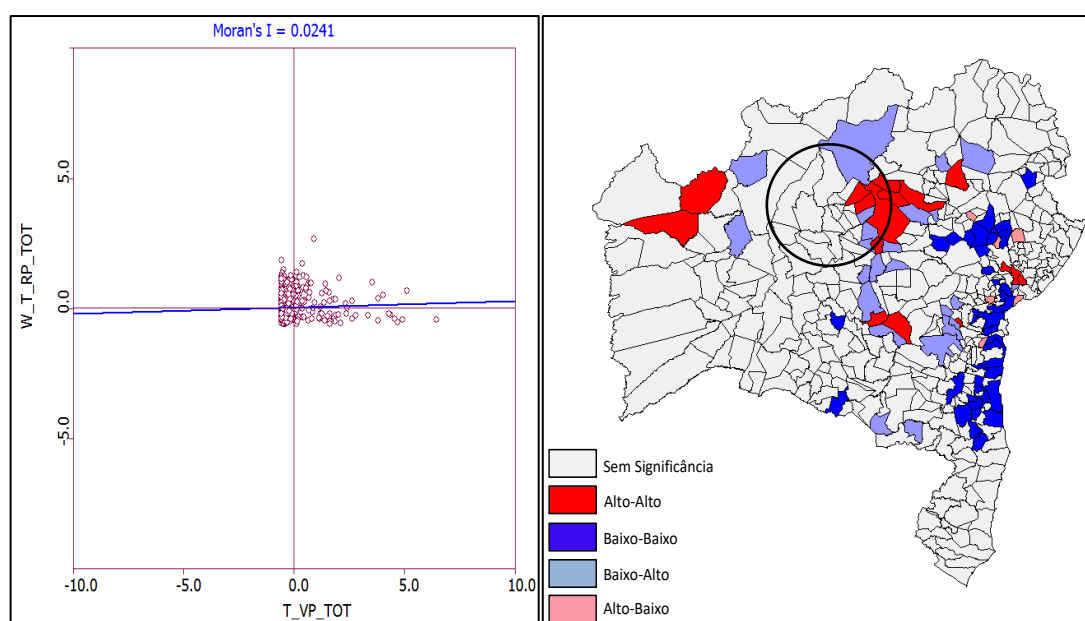 Moran's I = 0.0241
W_T_RP_TOT
5.0
0.0
-5.0
-10.0 -5.0 0.0 5.0 10.0
T_VP_TOT
Sem Significância
Alto-Alto
Baixo-Baixo
Baixo-Alto
Alto-Baixo